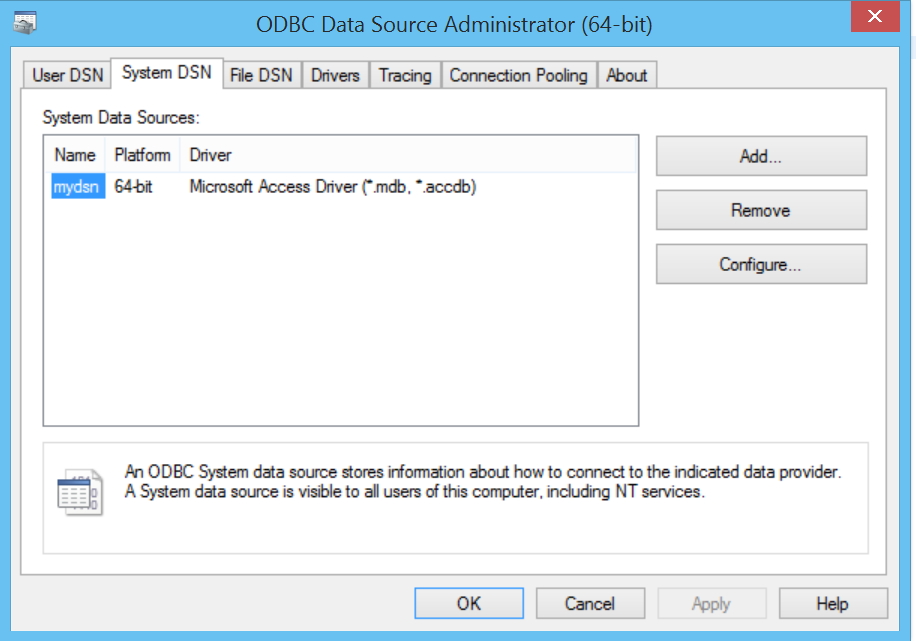 ODBC Data Source Administrator (64-bit)
User DSN System DSN File DSN Drivers Tracing Connection Pooling About
System Data Sources:
Name Platform Driver
mydsn 64-bit Microsoft Access Driver (*.mdb, *.accdb)
Add...
Remove
Configure...
An ODBC System data source stores information about how to connect to the indicated data provider.
A System data source is visible to all users of this computer, including NT services.
OK Cancel Apply Help